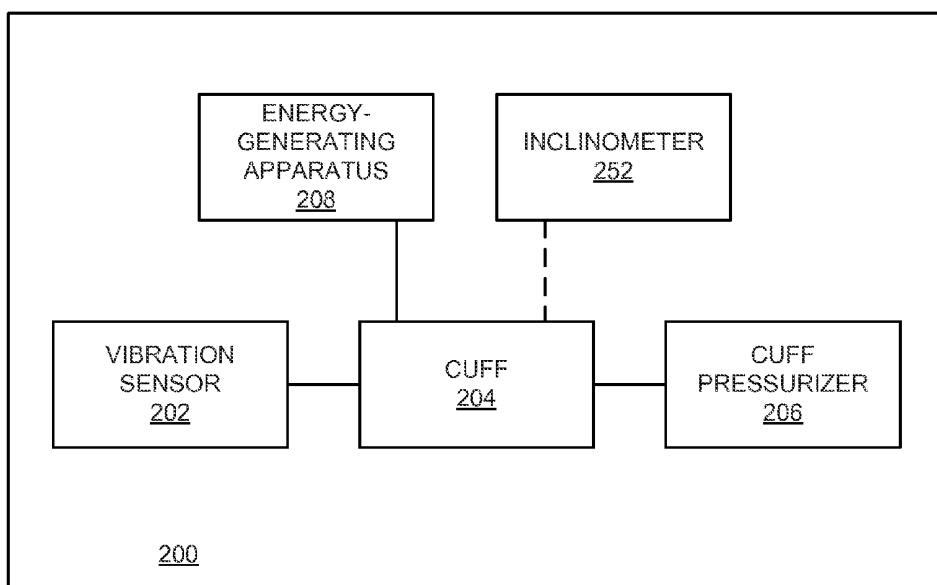 ENERGY-
GENERATING
APPARATUS
208
INCLINOMETER
252
VIBRATION
SENSOR
202
CUFF
204
CUFF
PRESSURIZER
206
200